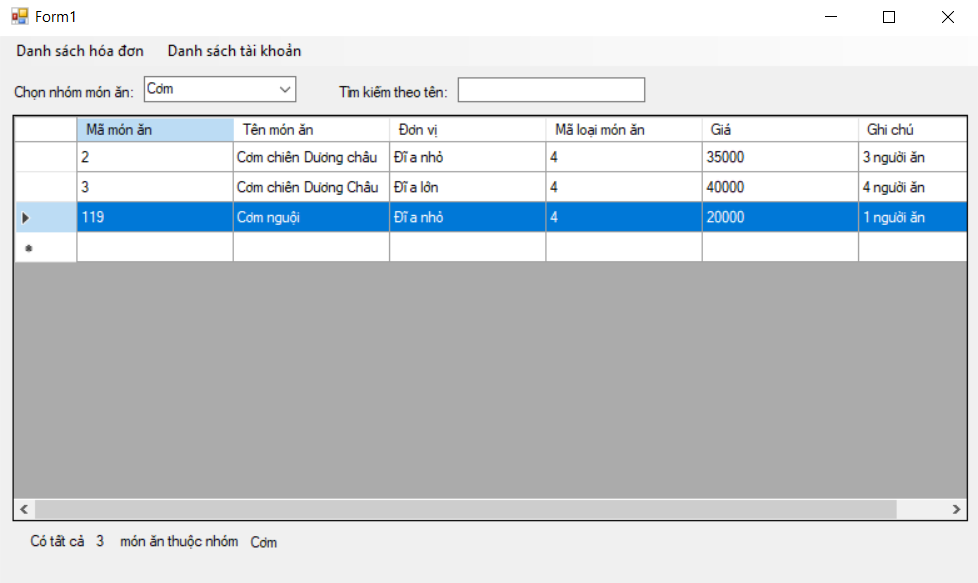 Form1
Danh sách hóa đơn Danh sách tài khoản
Chọn nhóm món ăn: Cơm Tìm kiếm theo tên:
Mã món ăn Tên món ăn Đơn vị Mã loại món ăn Giá Ghi chú
2 Cơm chiên Dương châu Đĩa nhỏ 4 35000 3 người ăn
3 Cơm chiên Dương Châu Đĩa lớn 4 40000 4 người ăn
119 Cơm nguội Đĩa nhỏ 4 20000 1 người ăn
Có tất cả 3 món ăn thuộc nhóm Cơm